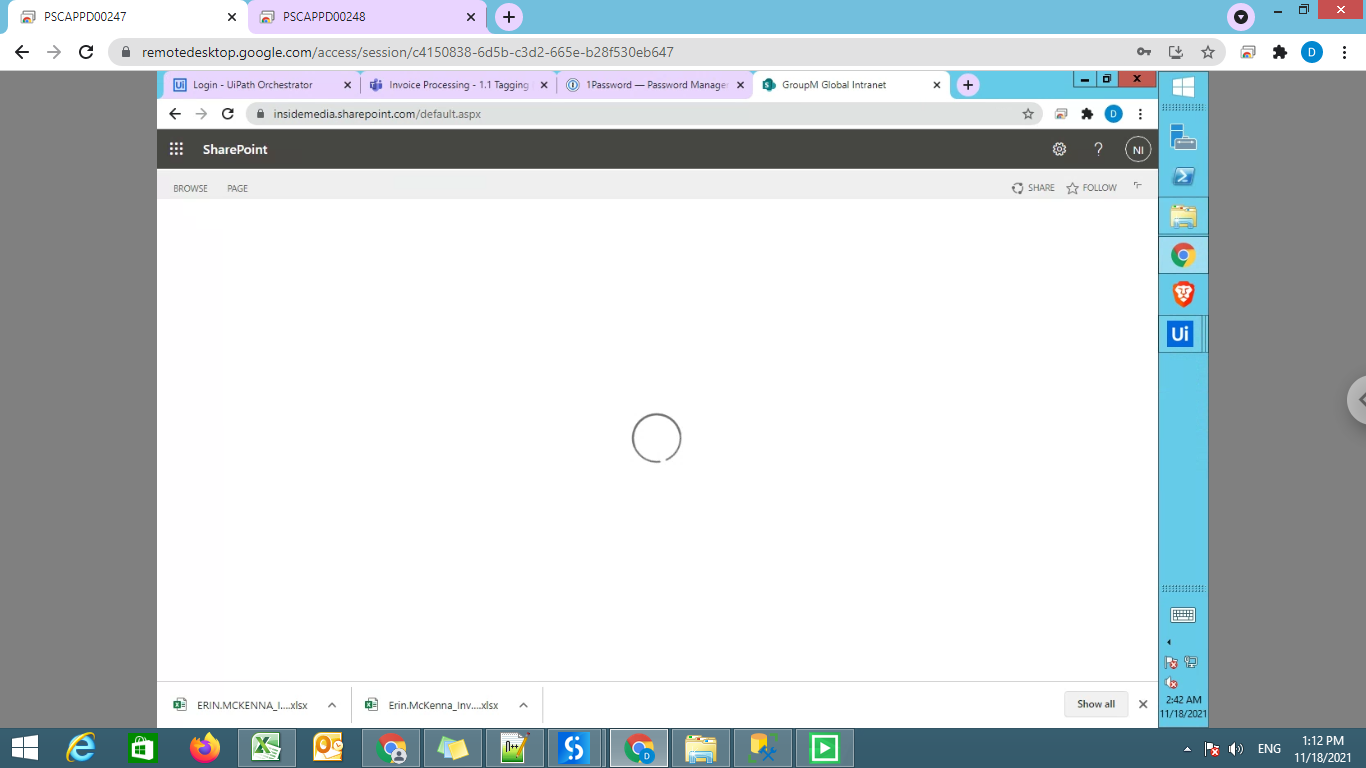 PSCAPPD00247
PSCAPPD00248
remotedesktop.google.com/access/session/c4150838-6d5b-c3d2-665e-b28f530eb647
D
Login - UiPath Orchestrator
Invoice Processing - 1.1 Tagging
1Password — Password Manage
GroupM Global Intranet
insidemedia.sharepoint.com/default.aspx
D
SharePoint
?
NI
BROWSE
PAGE
SHARE
FOLLOW
Ui
ERIN.MCKENNA_I....xlsx
Erin.McKenna_Inv....xlsx
Show all
2:42 AM
11/18/2021
ENG
1:12 PM
11/18/2021